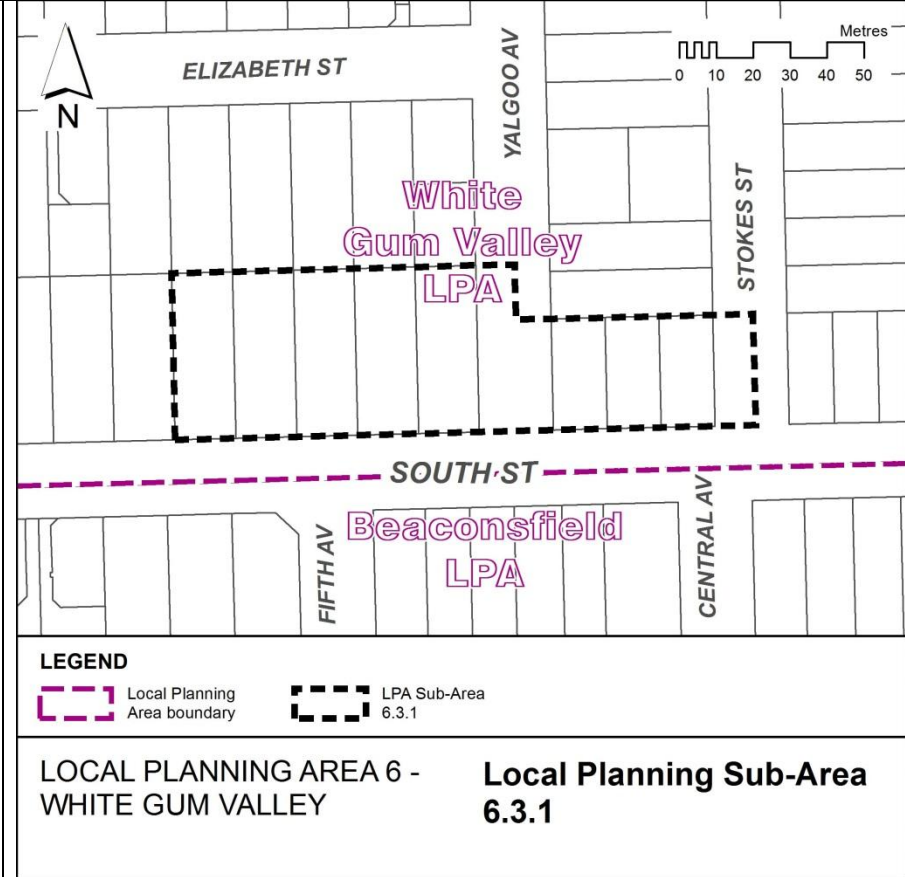 Metres
0 10 20 30 40 50
N
ELIZABETH ST
YALGOO AV
STOKES ST
White
Gum Valley
LPA
SOUTH ST
Beaconsfield
LPA
FIFTH AV
CENTRAL AV
LEGEND
Local Planning
Area boundary
LPA Sub-Area
6.3.1
LOCAL PLANNING AREA 6 -
WHITE GUM VALLEY
Local Planning Sub-Area
6.3.1